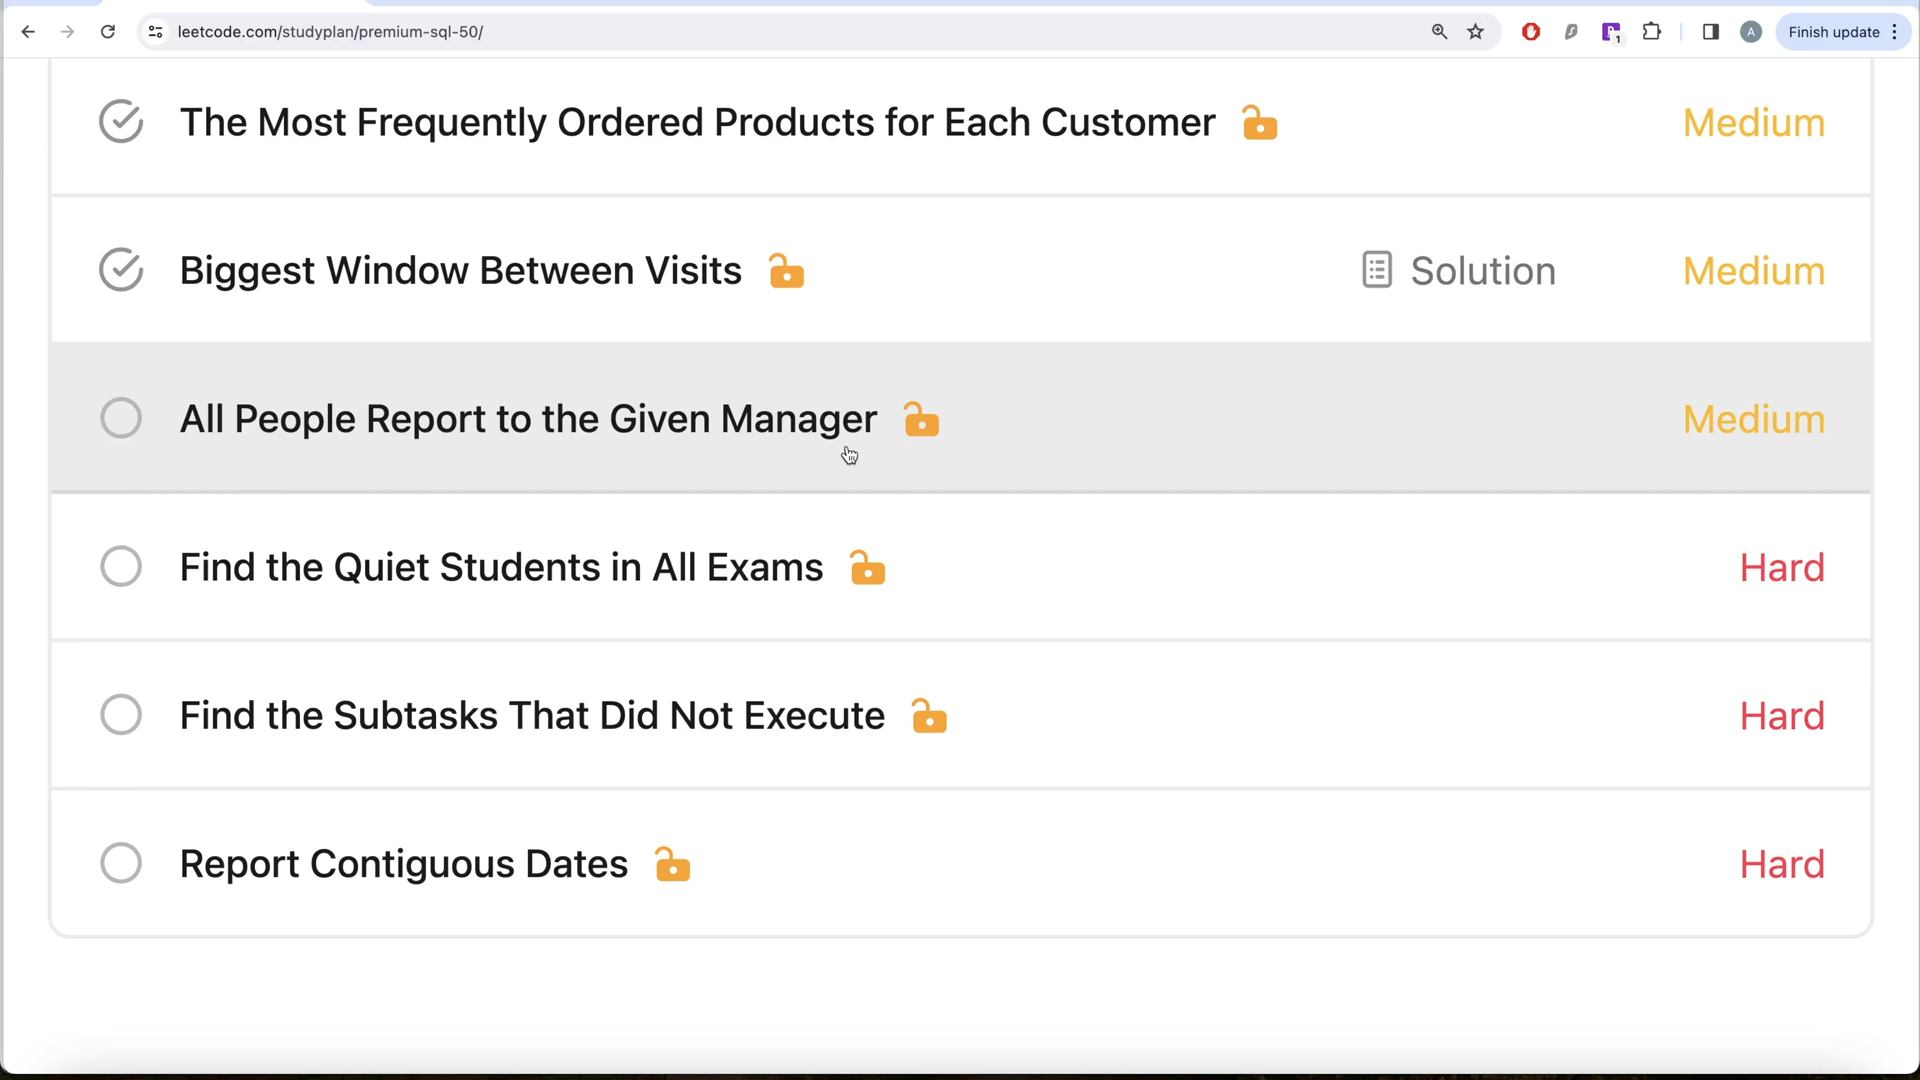 leetcode.com/studyplan/premium-sql-50/
1
A
Finish update
The Most Frequently Ordered Products for Each Customer
Medium
Biggest Window Between Visits
Solution
Medium
All People Report to the Given Manager
Medium
Find the Quiet Students in All Exams
Hard
Find the Subtasks That Did Not Execute
Hard
Report Contiguous Dates
Hard